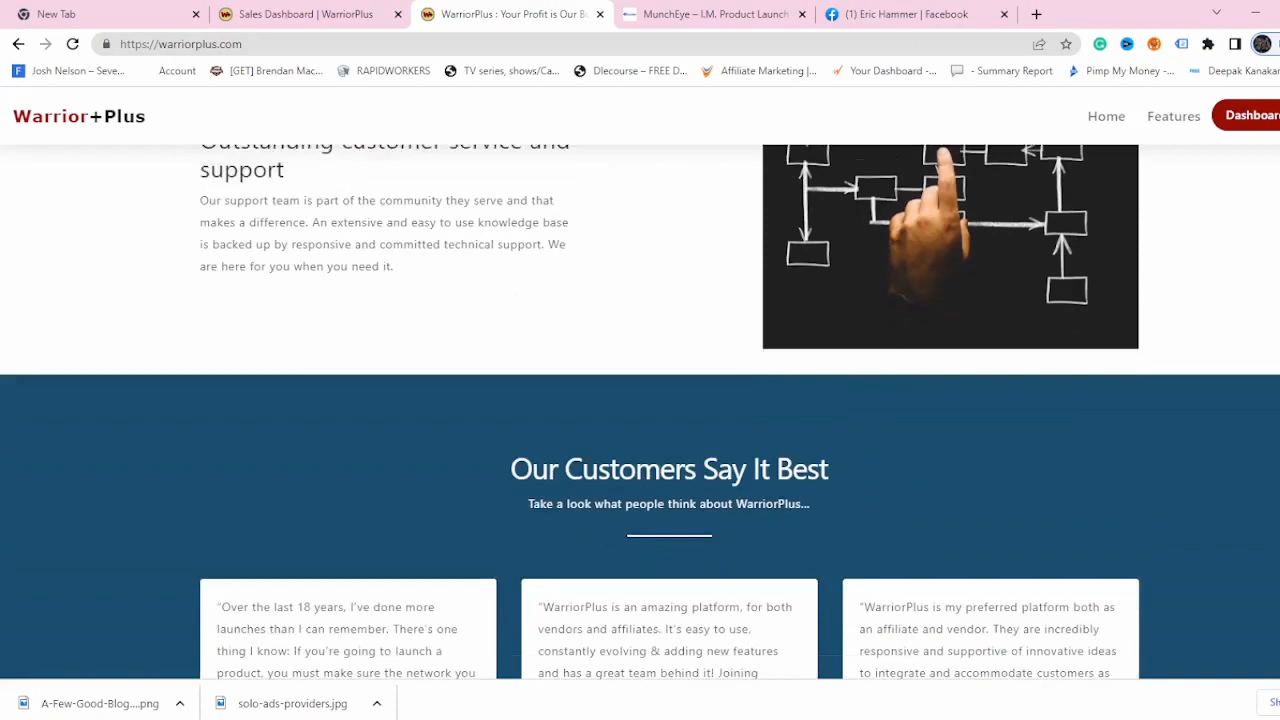 New Tab
Sales Dashboard | WarriorPlus
WarriorPlus : Your Profit is Our B
MunchEye – I.M. Product Launch
(1) Eric Hammer | Facebook
https://warriorplus.com
Josh Nelson – Seve...
Account
[GET] Brendan Mac...
RAPIDWORKERS
TV series, shows/Ca...
Dlecourse – FREE D...
Affiliate Marketing |...
Your Dashboard -...
- Summary Report
Pimp My Money -...
Deepak Kanakar
Warrior+Plus
Home
Features
Dashboar
Outstanding customer service and
support
Our support team is part of the community they serve and that
makes a difference. An extensive and easy to use knowledge base
is backed up by responsive and committed technical support. We
are here for you when you need it.
Our Customers Say It Best
Take a look what people think about WarriorPlus...
"Over the last 18 years, I've done more
launches than I can remember. There's one
thing I know: If you're going to launch a
product, you must make sure the network you
"WarriorPlus is an amazing platform, for both
vendors and affiliates. It's easy to use,
constantly evolving & adding new features
and has a great team behind it! Joining
"WarriorPlus is my preferred platform both as
an affiliate and vendor. They are incredibly
responsive and supportive of innovative ideas
to integrate and accommodate customers as
A-Few-Good-Blog....png
solo-ads-providers.jpg
Sh